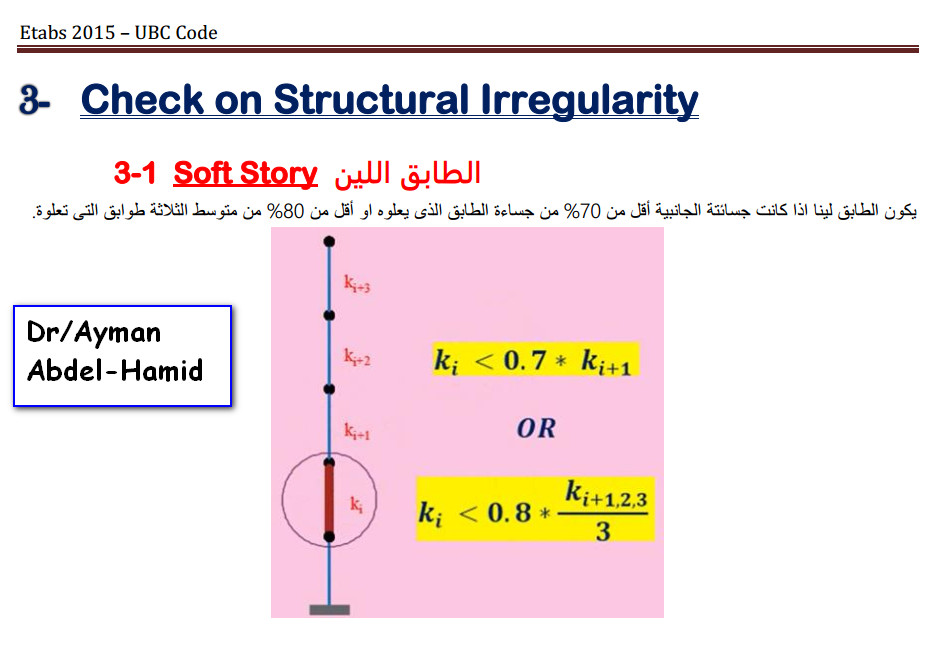 Etabs 2015 – UBC Code
3- Check on Structural Irregularity
3-1 Soft Story الطابق اللين
يكون الطابق لينا اذا كانت جسائتة الجانبية أقل من 70% من جساءة الطابق الذى يعلوه او أقل من 80% من متوسط الثلاثة طوابق التى تعلوة.
k_{i+3}
Dr/Ayman
Abdel-Hamid
k_{i+2}
k_i < 0.7 * k_{i+1}
k_{i+1}
OR
k_i
k_i < 0.8 * \frac{k_{i+1,2,3}}{3}